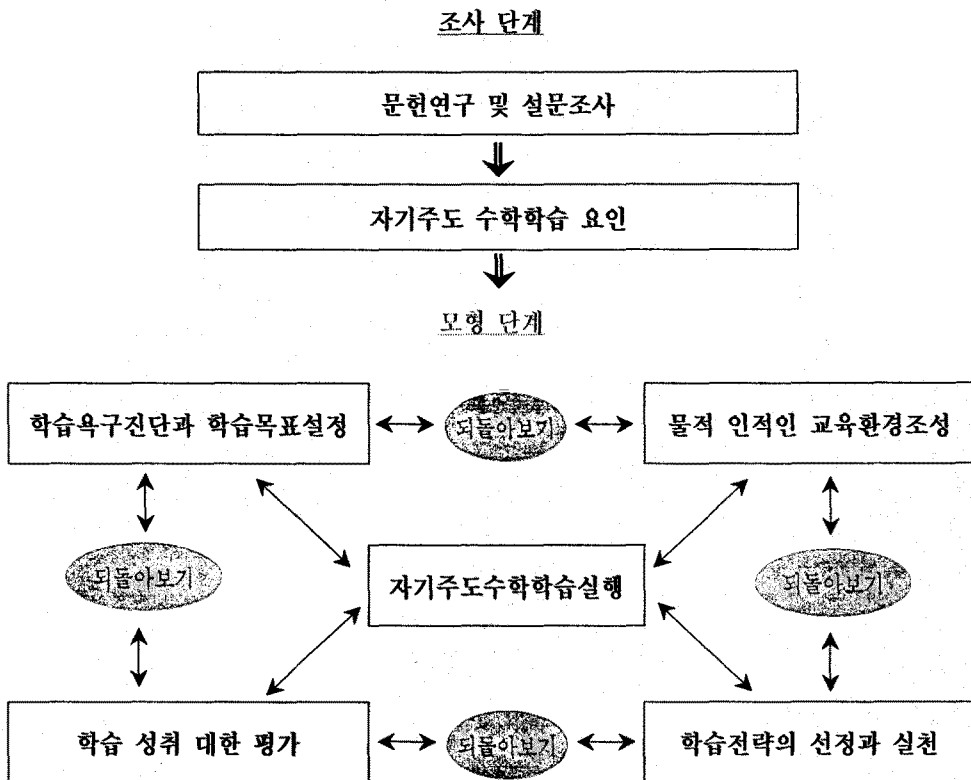 조사 단계
문헌연구 및 설문조사
자기주도 수학학습 요인
모형 단계
학습욕구진단과 학습목표설정
되돌아보기
물적 인적인 교육환경조성
되돌아보기
자기주도수학학습실행
되돌아보기
학습 성취 대한 평가
되돌아보기
학습전략의 선정과 실천